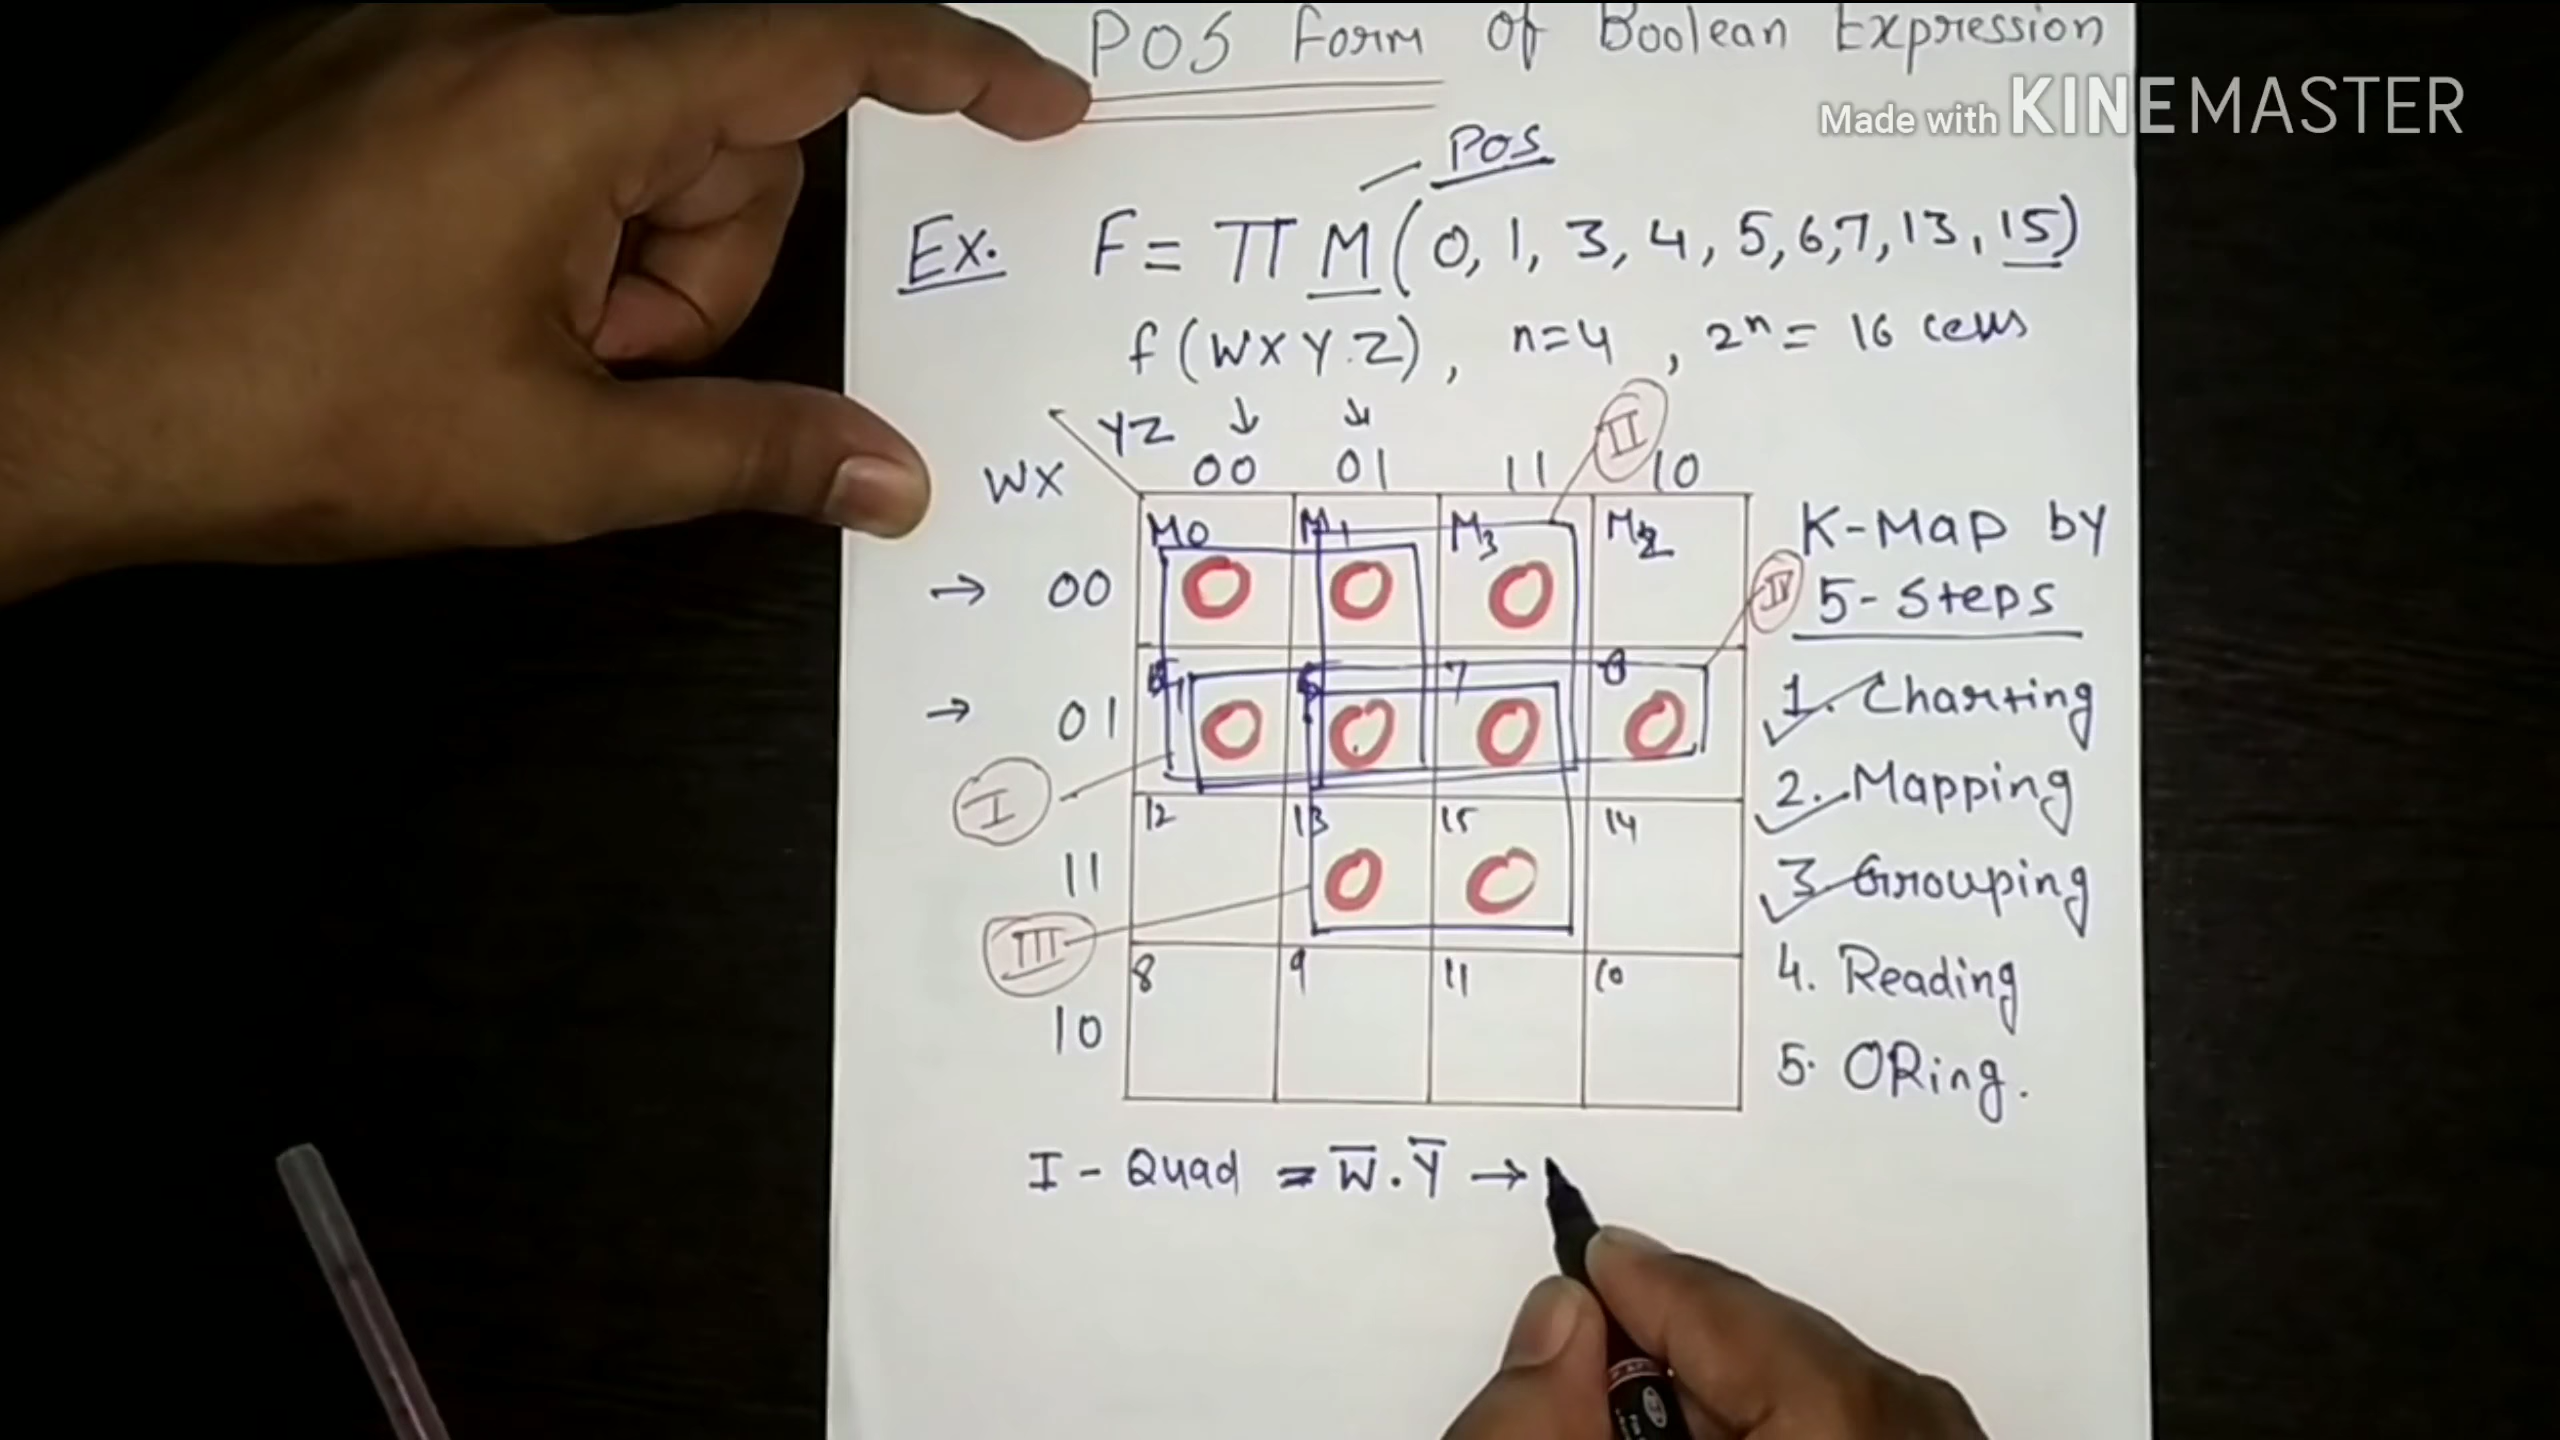 POS Form of Boolean Expression
Made with KINEMASTER
POS
Ex. F = π M (0, 1, 3, 4, 5, 6, 7, 13, 15)
f (W X Y.Z), n=4, 2ⁿ = 16 cells
II
YZ
WX
00 01 11 10
M0 M1 M3 M2
00
K-Map by
5-Steps
IV
7
01
1. Charting
I
2. Mapping
12 13 15 14
11
3. Grouping
III
8 9 11 10
4. Reading
10
5. ORing.
I - Quad = W̅ . Y̅ →